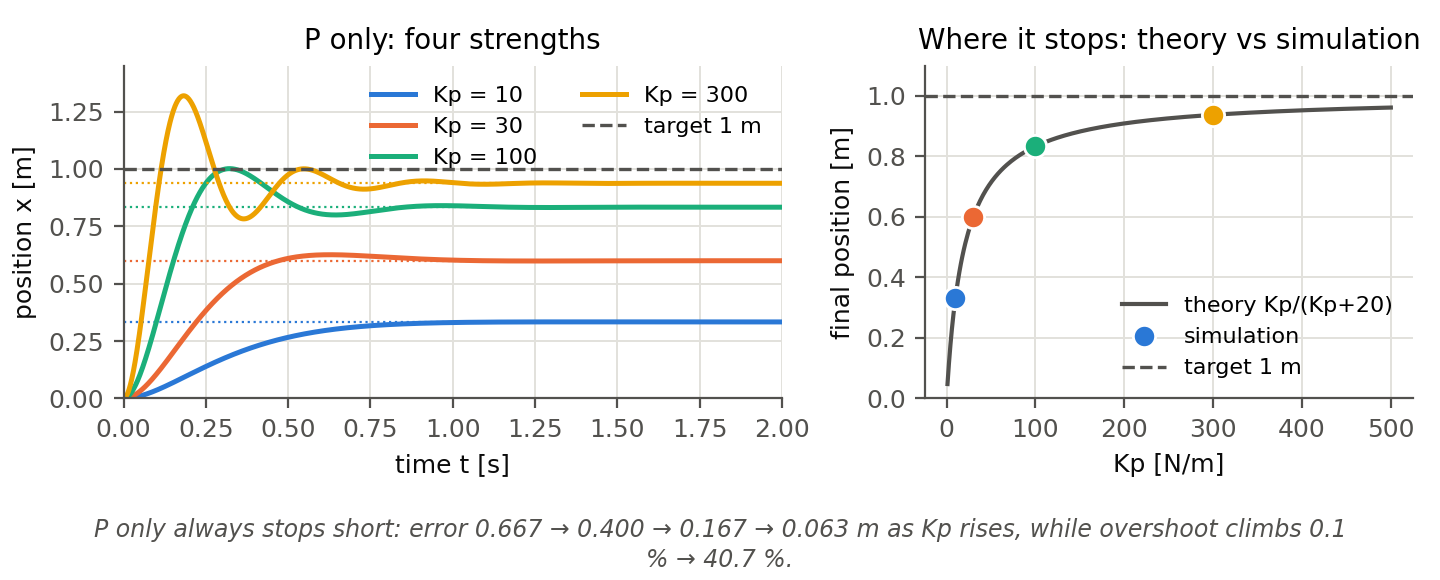 P only: four strengths
Where it stops: theory vs simulation
Kp = 10
Kp = 30
Kp = 100
Kp = 300
target 1 m
position x [m]
0.00
0.25
0.50
0.75
1.00
1.25
0.00 0.25 0.50 0.75 1.00 1.25 1.50 1.75 2.00
time t [s]
final position [m]
0.0
0.2
0.4
0.6
0.8
1.0
theory Kp/(Kp+20)
simulation
target 1 m
0 100 200 300 400 500
Kp [N/m]
P only always stops short: error 0.667 → 0.400 → 0.167 → 0.063 m as Kp rises, while overshoot climbs 0.1
% → 40.7 %.